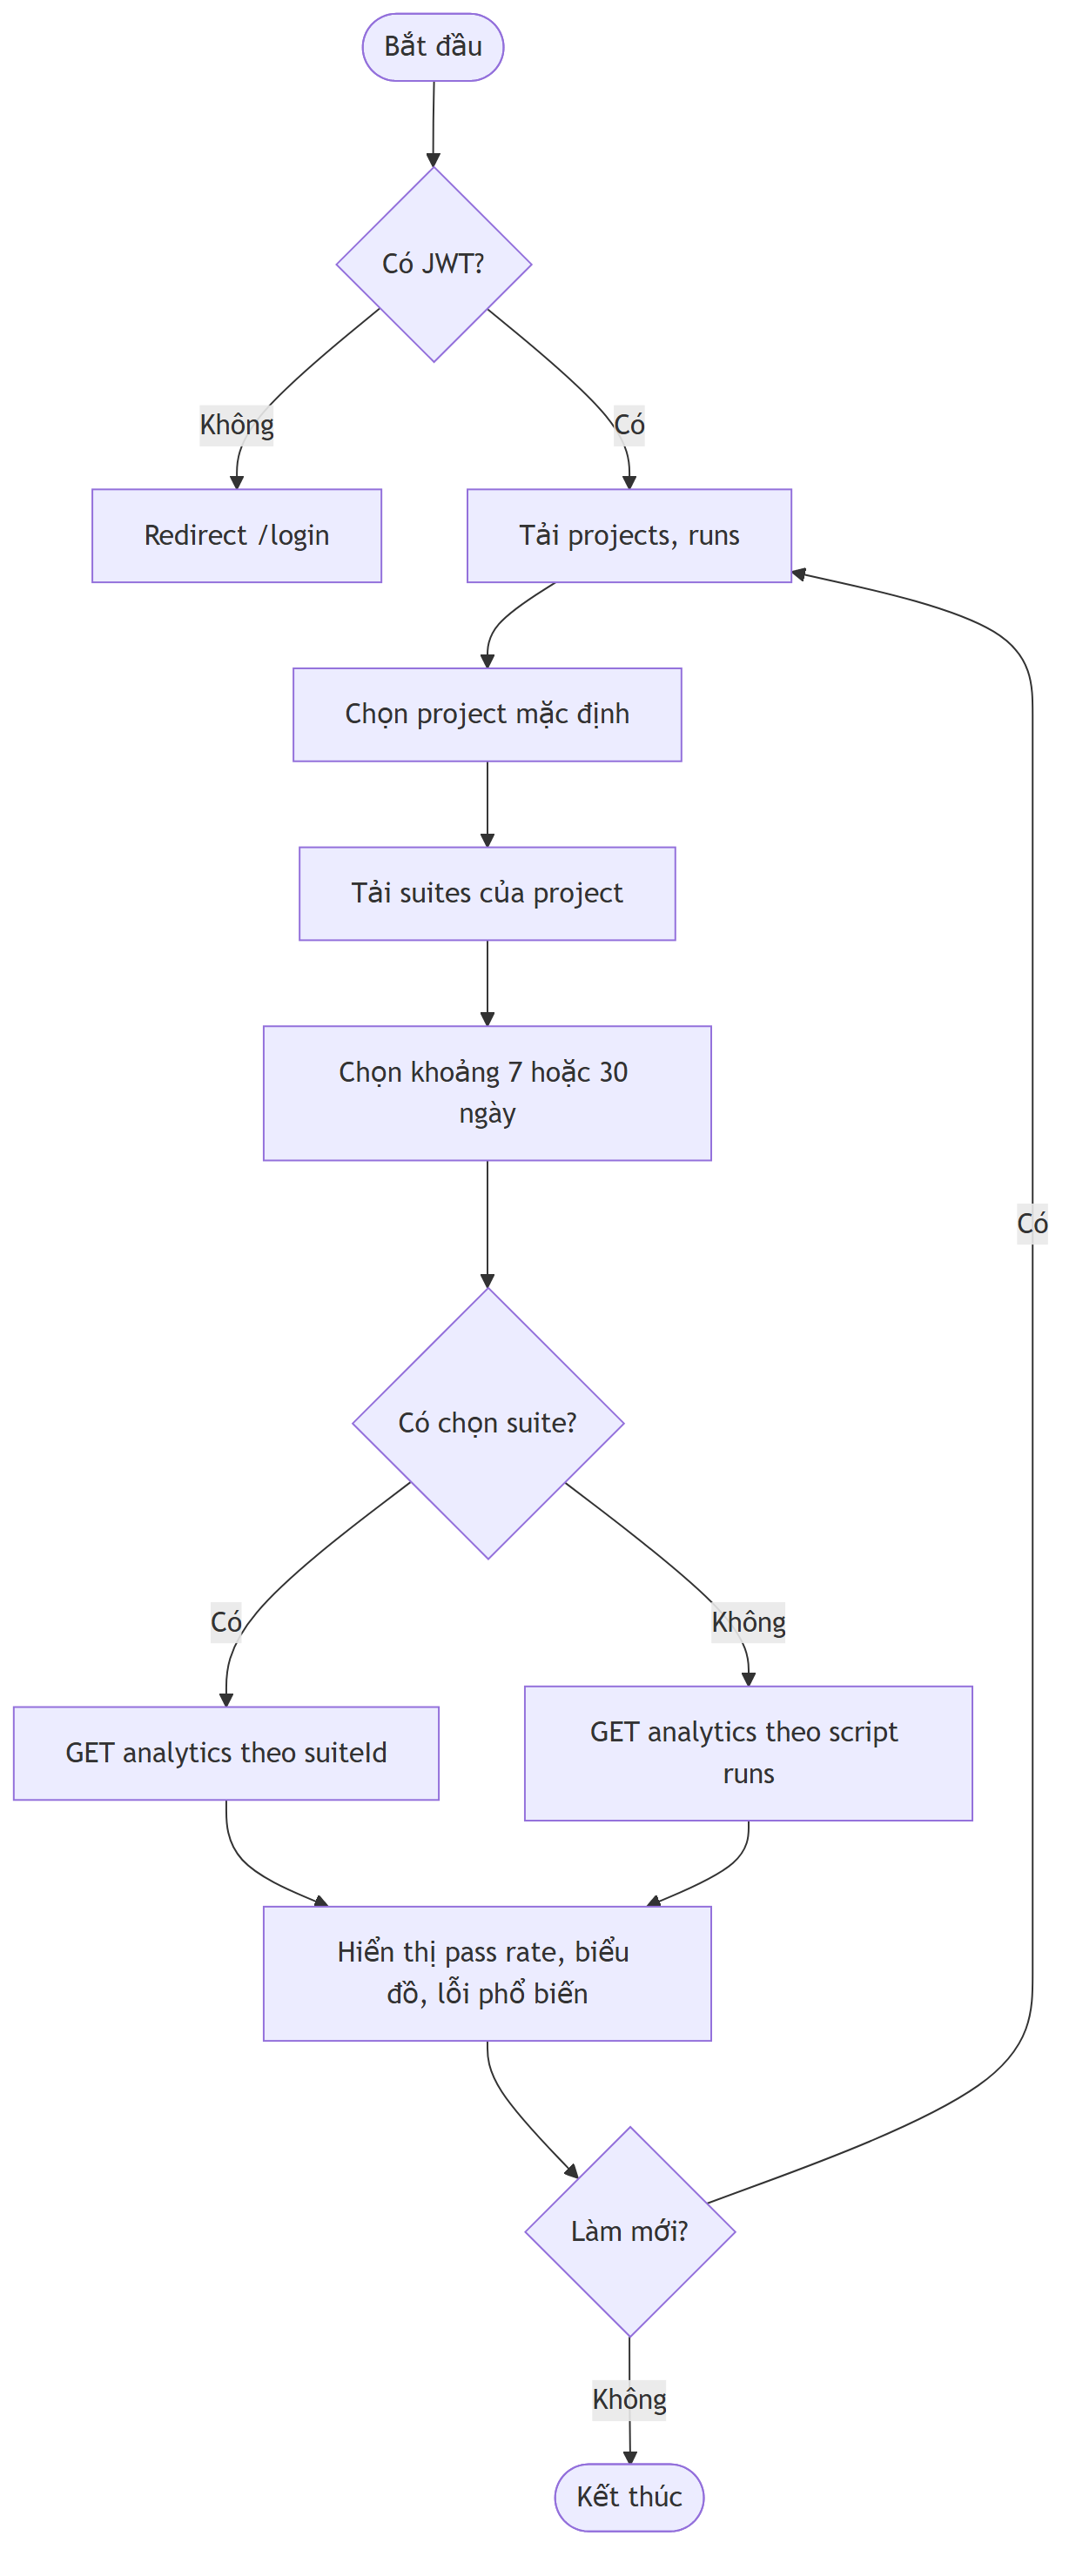 Bắt đầu
Có JWT?
Không
Có
Redirect /login
Tải projects, runs
Chọn project mặc định
Tải suites của project
Chọn khoảng 7 hoặc 30
ngày
Có
Có chọn suite?
Có
Không
GET analytics theo suiteId
GET analytics theo script
runs
Hiển thị pass rate, biểu
đồ, lỗi phổ biến
Làm mới?
Không
Kết thúc